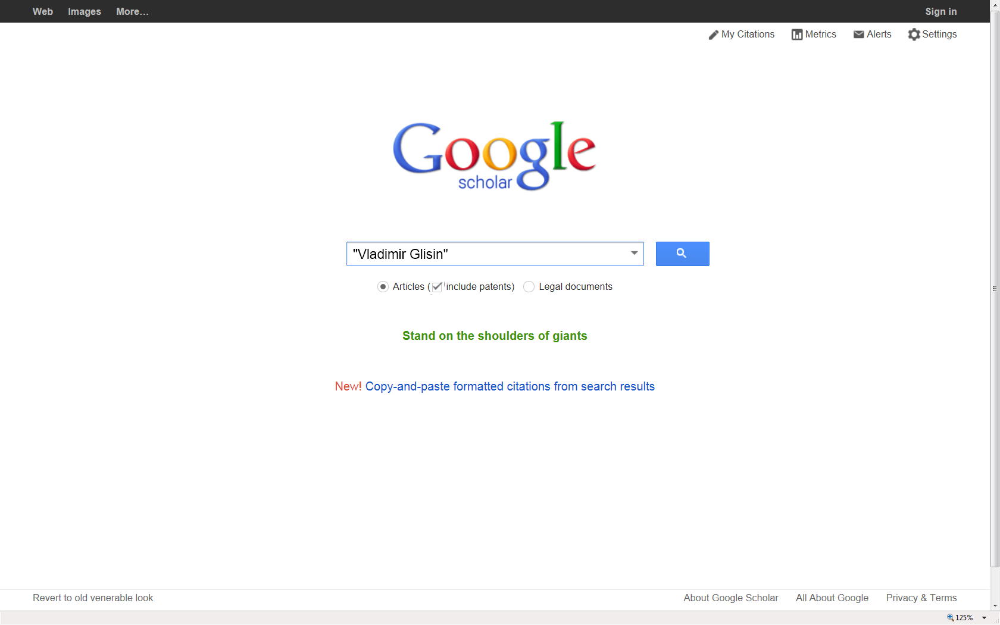 Web Images More… Sign in
My Citations Metrics Alerts Settings
Google
scholar
"Vladimir Glisin"
Articles (include patents) Legal documents
Stand on the shoulders of giants
New! Copy-and-paste formatted citations from search results
Revert to old venerable look About Google Scholar All About Google Privacy & Terms
125%